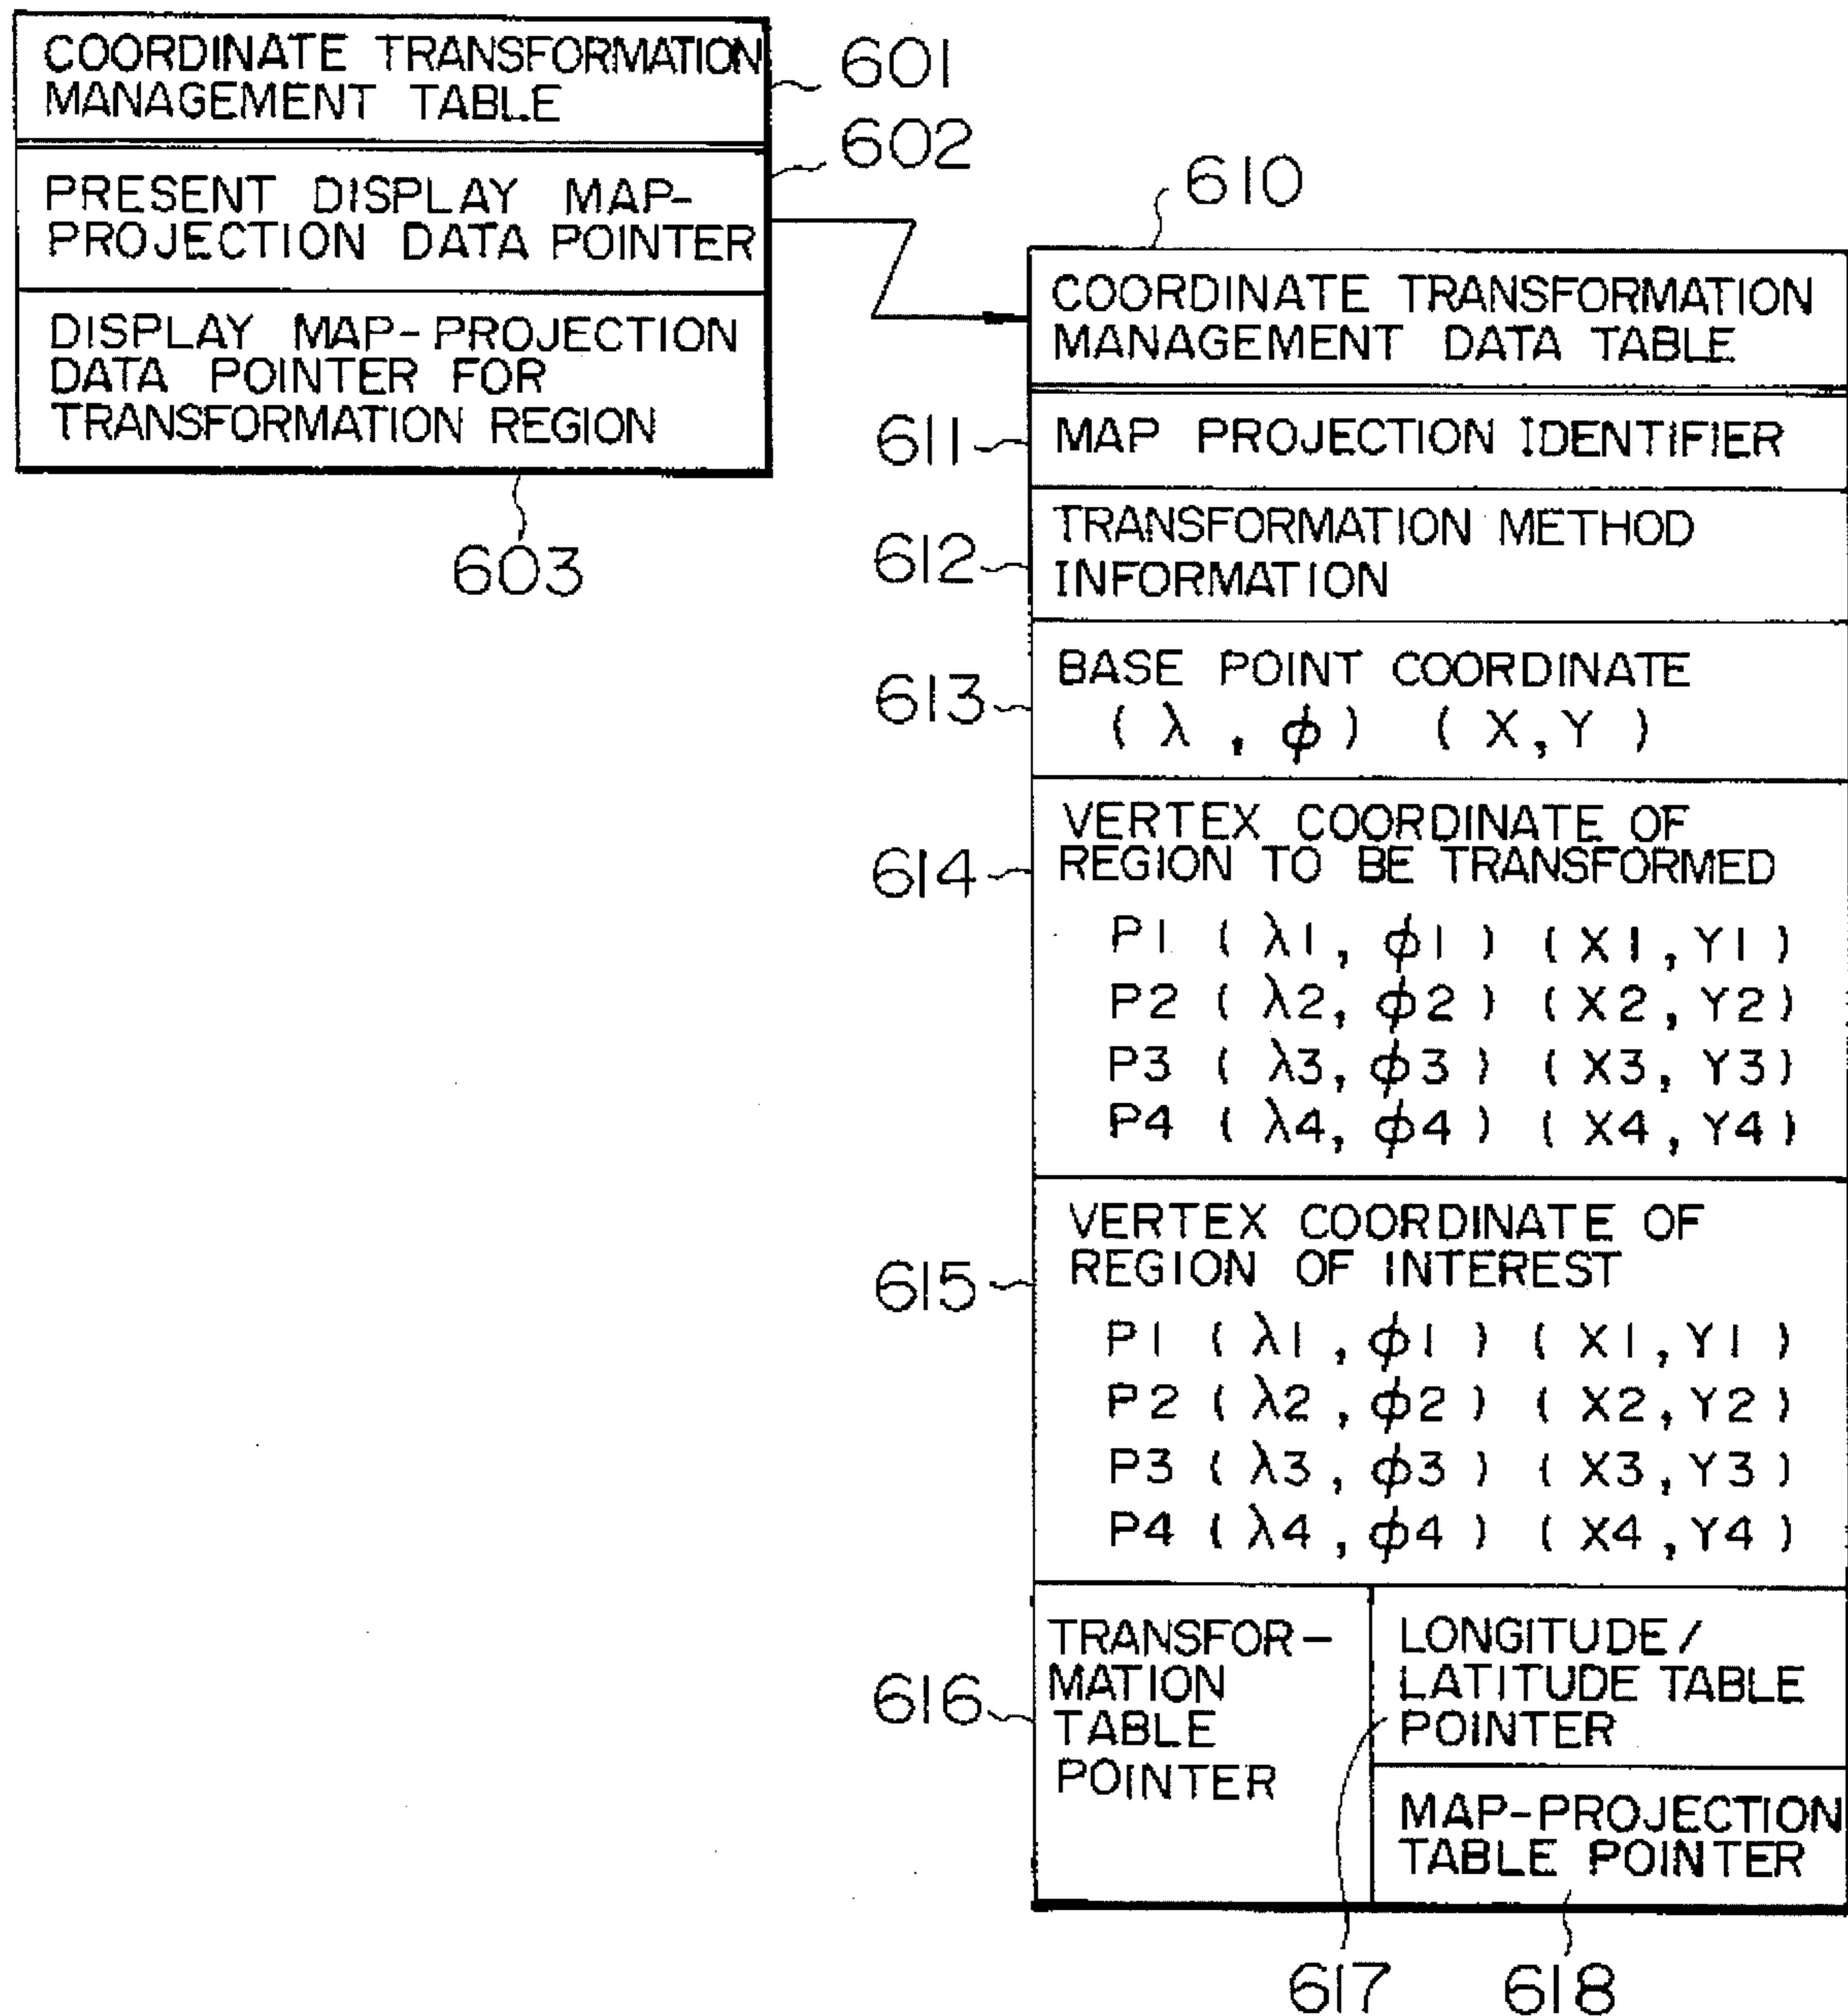 COORDINATE TRANSFORMATION
MANAGEMENT TABLE
601
PRESENT DISPLAY MAP-
PROJECTION DATA POINTER
602
DISPLAY MAP-PROJECTION
DATA POINTER FOR
TRANSFORMATION REGION
603
610
COORDINATE TRANSFORMATION
MANAGEMENT DATA TABLE
611
MAP PROJECTION IDENTIFIER
612
TRANSFORMATION METHOD
INFORMATION
613
BASE POINT COORDINATE
(λ, ϕ) (X, Y)
614
VERTEX COORDINATE OF
REGION TO BE TRANSFORMED
P1 (λ1, ϕ1) (X1, Y1)
P2 (λ2, ϕ2) (X2, Y2)
P3 (λ3, ϕ3) (X3, Y3)
P4 (λ4, ϕ4) (X4, Y4)
615
VERTEX COORDINATE OF
REGION OF INTEREST
P1 (λ1, ϕ1) (X1, Y1)
P2 (λ2, ϕ2) (X2, Y2)
P3 (λ3, ϕ3) (X3, Y3)
P4 (λ4, ϕ4) (X4, Y4)
616
TRANSFOR-
MATION
TABLE
POINTER
LONGITUDE/
LATITUDE TABLE
POINTER
MAP-PROJECTION
TABLE POINTER
617
618